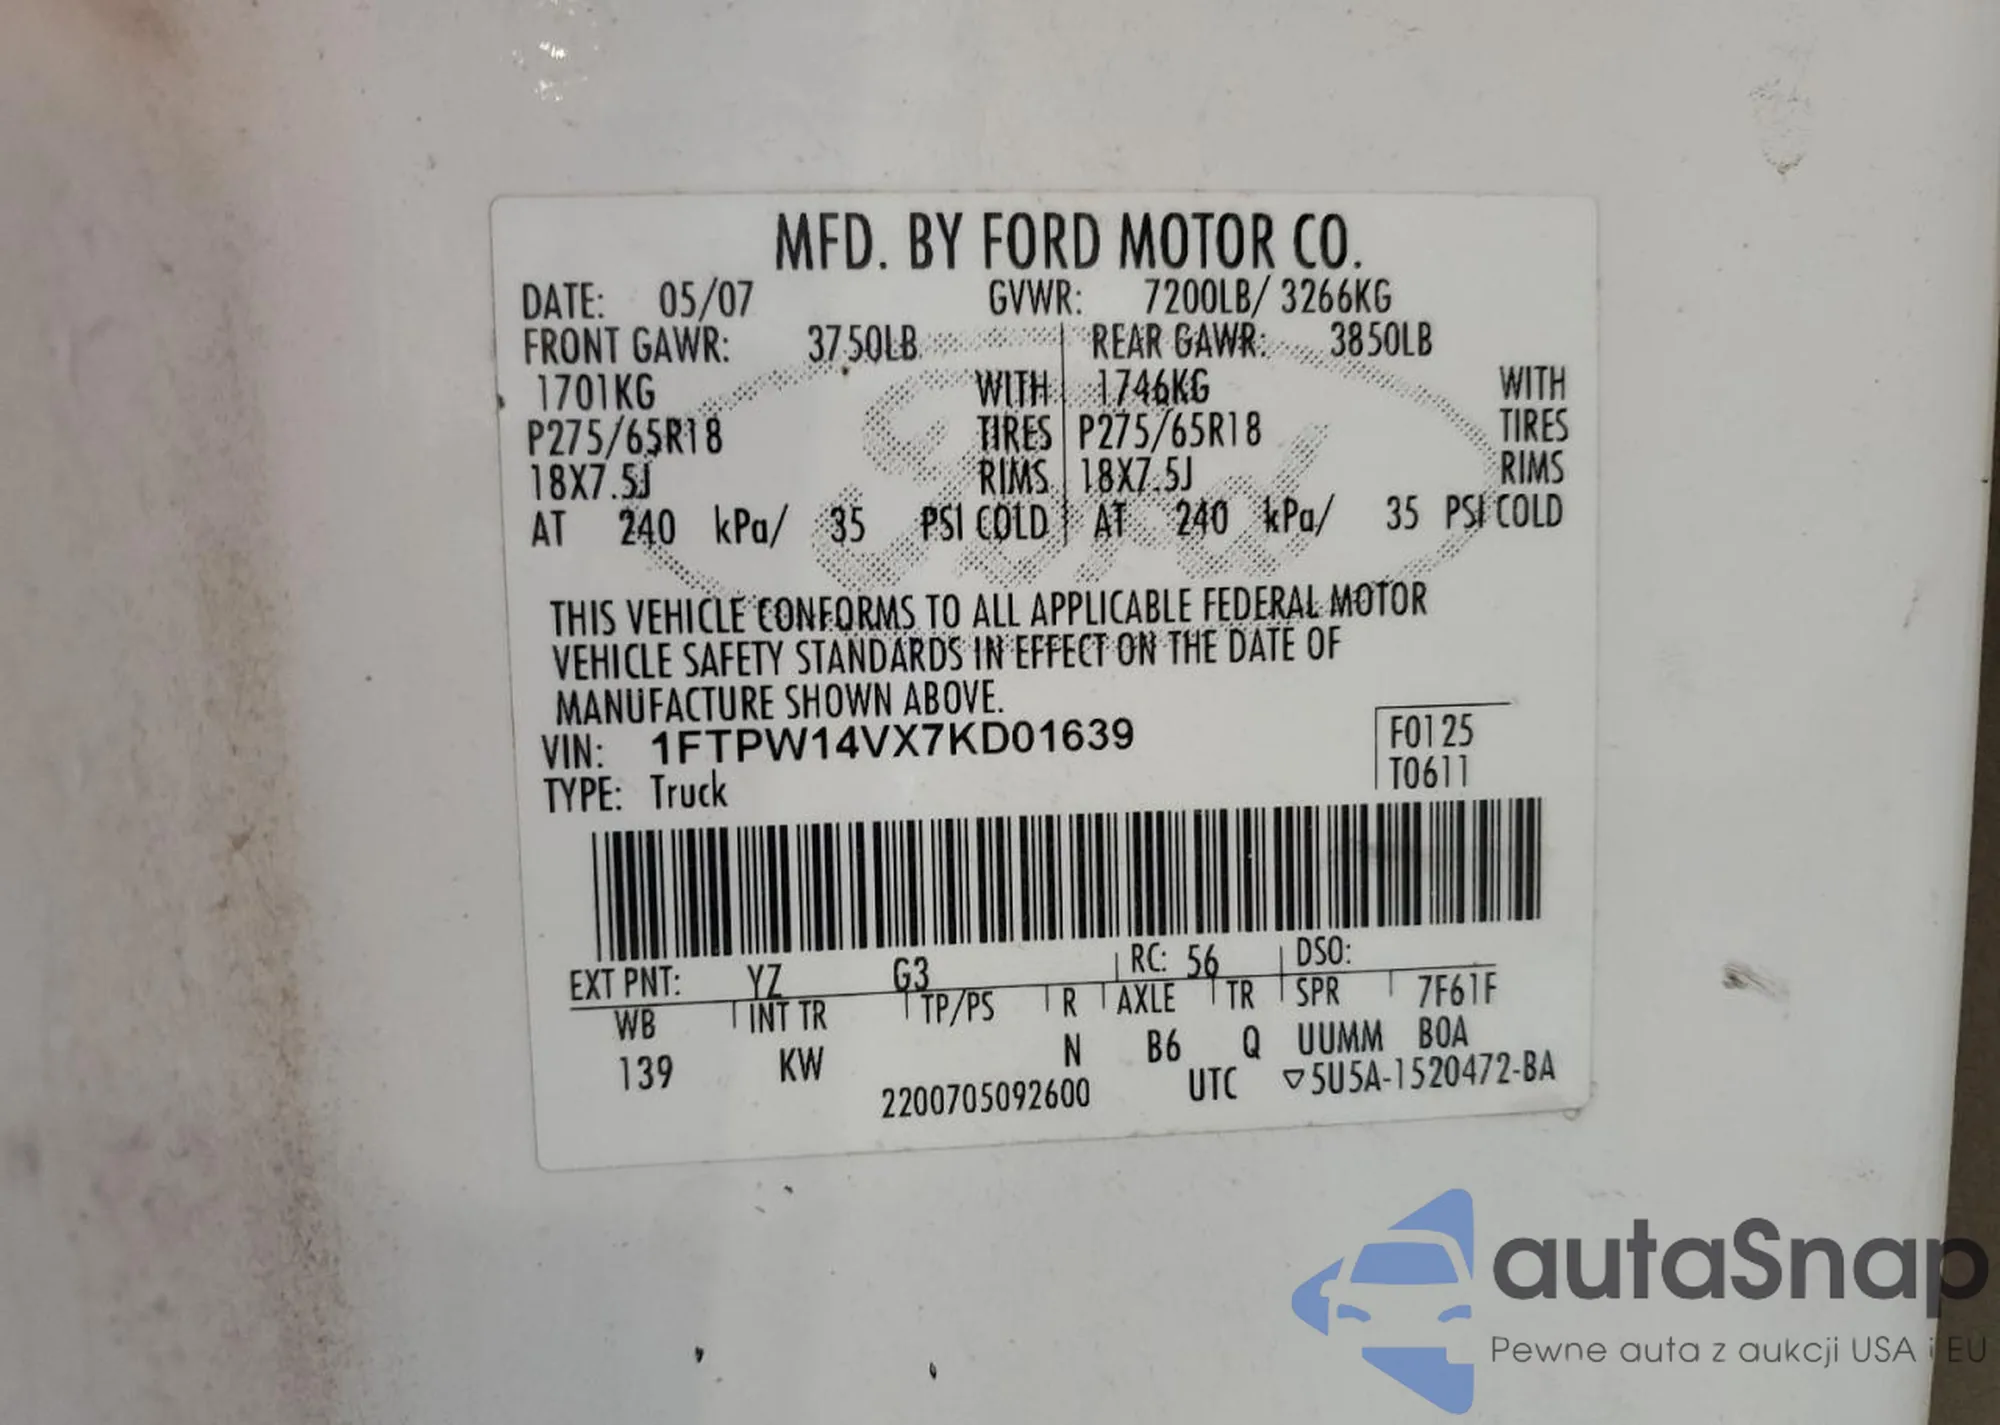 MFD. BY FORD MOTOR CO.
DATE: 05/07 GVWR: 7200LB/ 3266KG
FRONT GAWR: 3750LB REAR GAWR: 3850LB
1701KG WITH 1746KG WITH
P275/65R18 TIRES P275/65R18 TIRES
18X7.5J RIMS 18X7.5J RIMS
AT 240 kPa/ 35 PSI COLD AT 240 kPa/ 35 PSI COLD
THIS VEHICLE CONFORMS TO ALL APPLICABLE FEDERAL MOTOR
VEHICLE SAFETY STANDARDS IN EFFECT ON THE DATE OF
MANUFACTURE SHOWN ABOVE.
VIN: 1FTPW14VX7KD01639 F0125
TYPE: Truck T0611
EXT PNT: YZ G3 RC: 56 DSO:
WB INT TR TP/PS R AXLE TR SPR 7F61F
139 KW N B6 Q UUMM B0A
2200705092600 UTC ▽5U5A-1520472-BA
autaSnap
Pewne auta z aukcji USA i EU